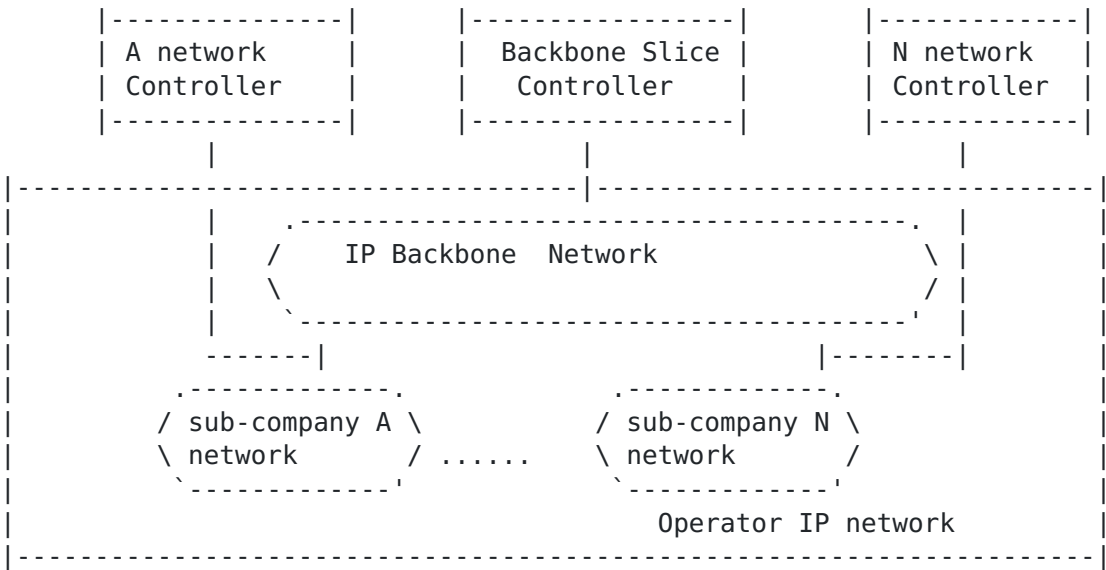 A network Backbone Slice N network
Controller Controller Controller
IP Backbone Network
sub-company A sub-company N
network ...... network
Operator IP network